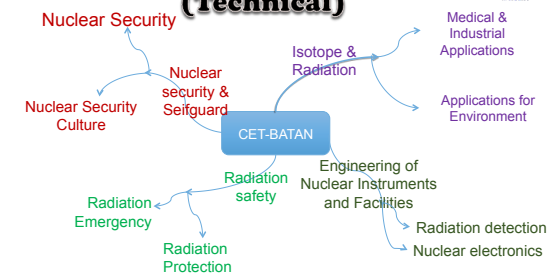 (Technical)
Nuclear Security
Nuclear
security &
Seifguard
Nuclear Security
Culture
Isotope &
Radiation
Medical &
Industrial
Applications
Applications for
Environment
CET-BATAN
Radiation
safety
Radiation
Emergency
Radiation
Protection
Engineering of
Nuclear Instruments
and Facilities
Radiation detection
Nuclear electronics